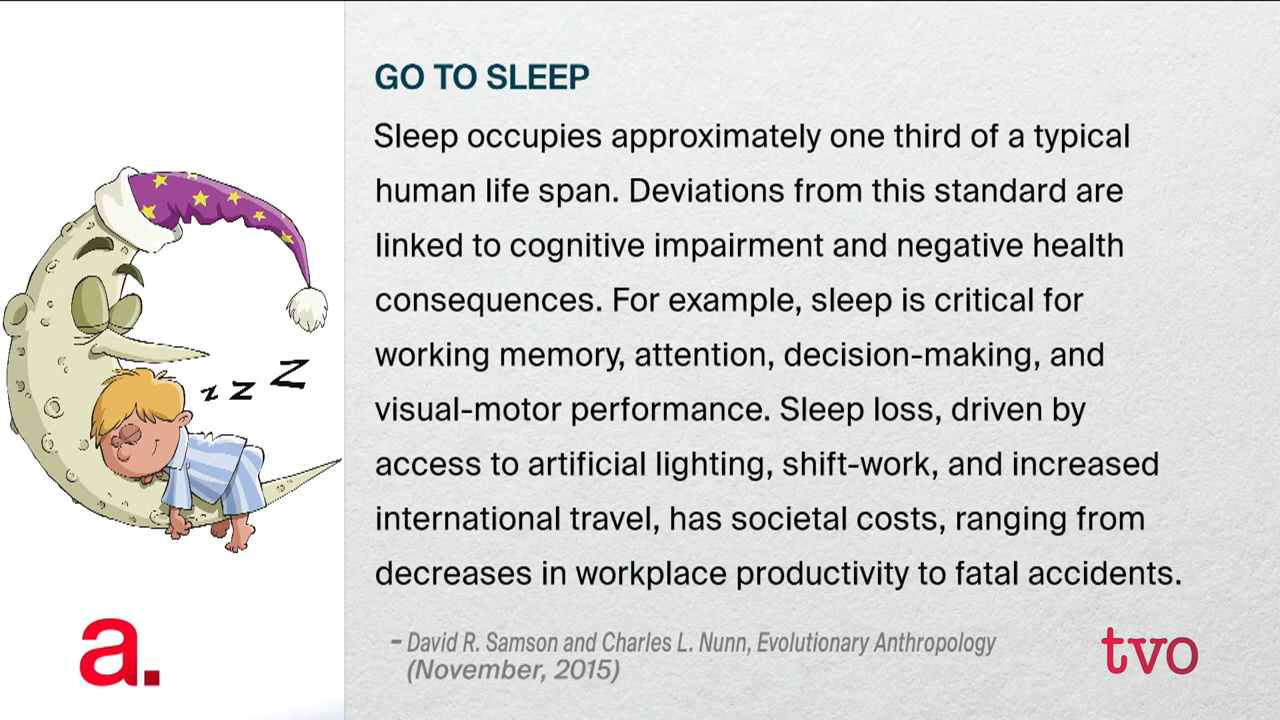 GO TO SLEEP
Sleep occupies approximately one third of a typical
human life span. Deviations from this standard are
linked to cognitive impairment and negative health
consequences. For example, sleep is critical for
working memory, attention, decision-making, and
visual-motor performance. Sleep loss, driven by
access to artificial lighting, shift-work, and increased
international travel, has societal costs, ranging from
decreases in workplace productivity to fatal accidents.
– David R. Samson and Charles L. Nunn, Evolutionary Anthropology
(November, 2015)
z z Z
a.
tvo